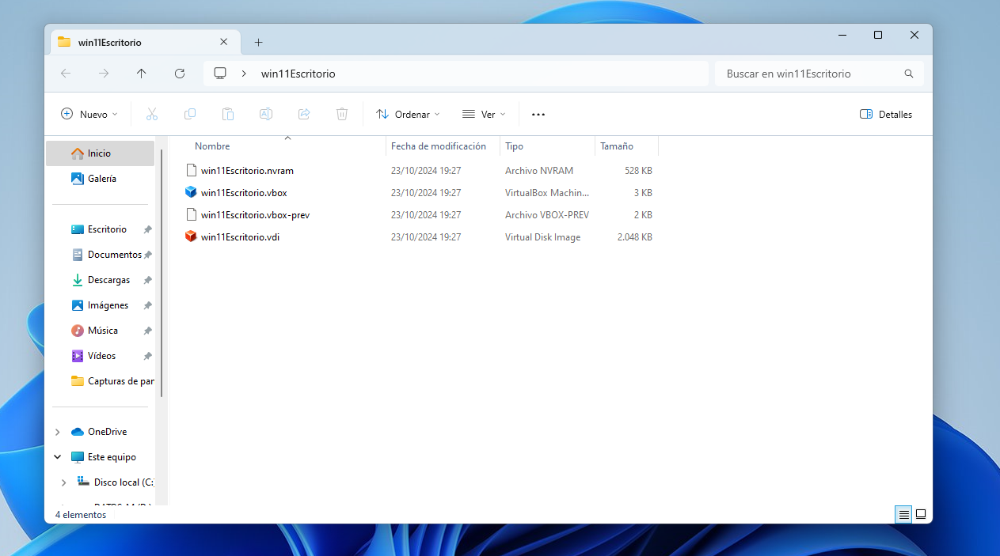 win11Escritorio
win11Escritorio
Buscar en win11Escritorio
Nuevo
Ordenar
Ver
Detalles
Nombre Fecha de modificación Tipo Tamaño
win11Escritorio.nvram 23/10/2024 19:27 Archivo NVRAM 528 KB
win11Escritorio.vbox 23/10/2024 19:27 VirtualBox Machin... 3 KB
win11Escritorio.vbox-prev 23/10/2024 19:27 Archivo VBOX-PREV 2 KB
win11Escritorio.vdi 23/10/2024 19:27 Virtual Disk Image 2.048 KB
Inicio
Galería
Escritorio
Documentos
Descargas
Imágenes
Música
Vídeos
Capturas de par
OneDrive
Este equipo
Disco local (C:
4 elementos